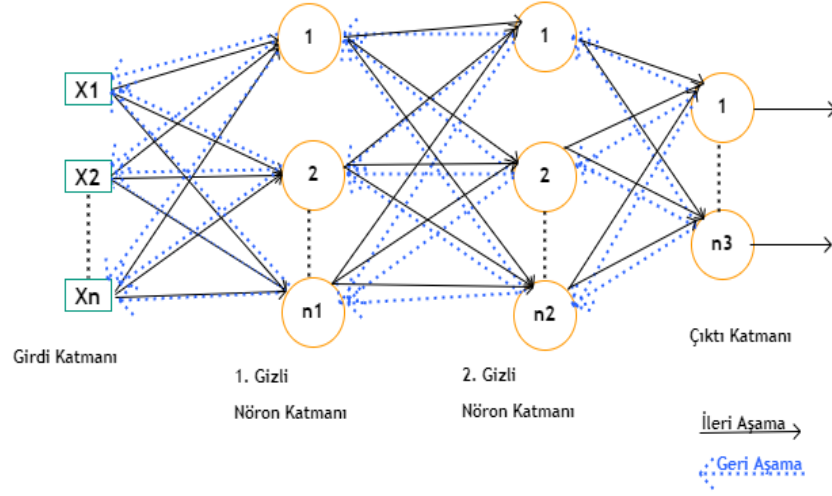 1
1
X1
1
X2
2
2
n3
Xn
n1
n2
Girdi Katmanı
1. Gizli
Nöron Katmanı
2. Gizli
Nöron Katmanı
Çıktı Katmanı
İleri Aşama
Geri Aşama